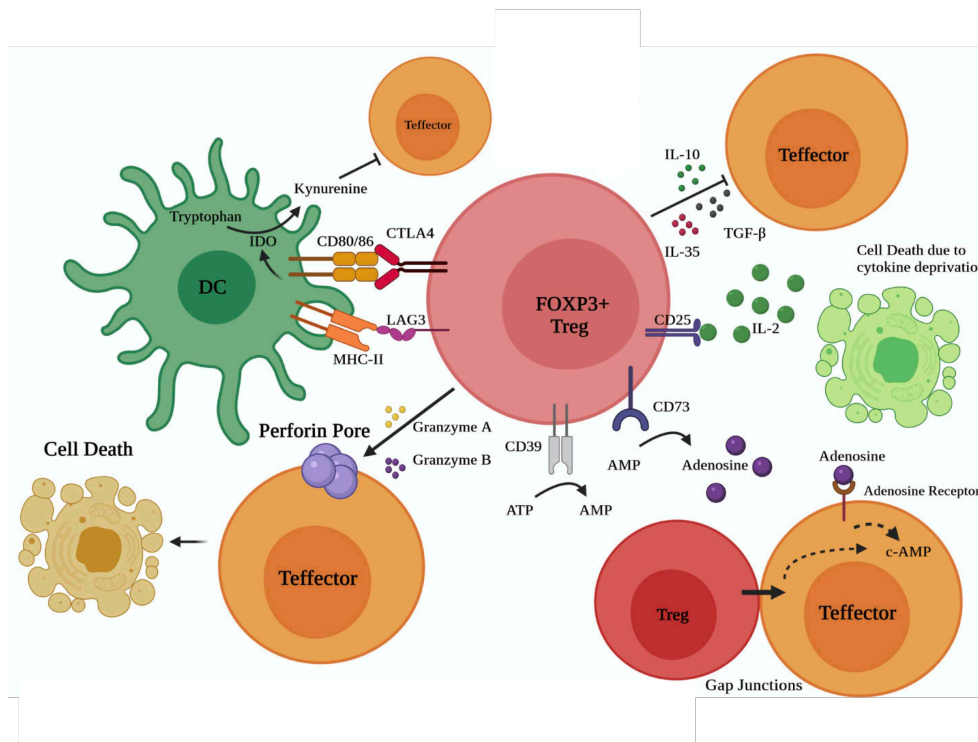 Teffector
Kynurenine
Tryptophan
IDO
CD80/86
CTLA4
DC
LAG3
MHC-II
FOXP3+
Treg
IL-10
Teffector
TGF-β
IL-35
Cell Death due to
cytokine deprivation
CD25
IL-2
CD73
CD39
AMP
Adenosine
ATP
AMP
Perforin Pore
Granzyme A
Granzyme B
Cell Death
Teffector
Adenosine
Adenosine Receptor
c-AMP
Treg
Teffector
Gap Junctions